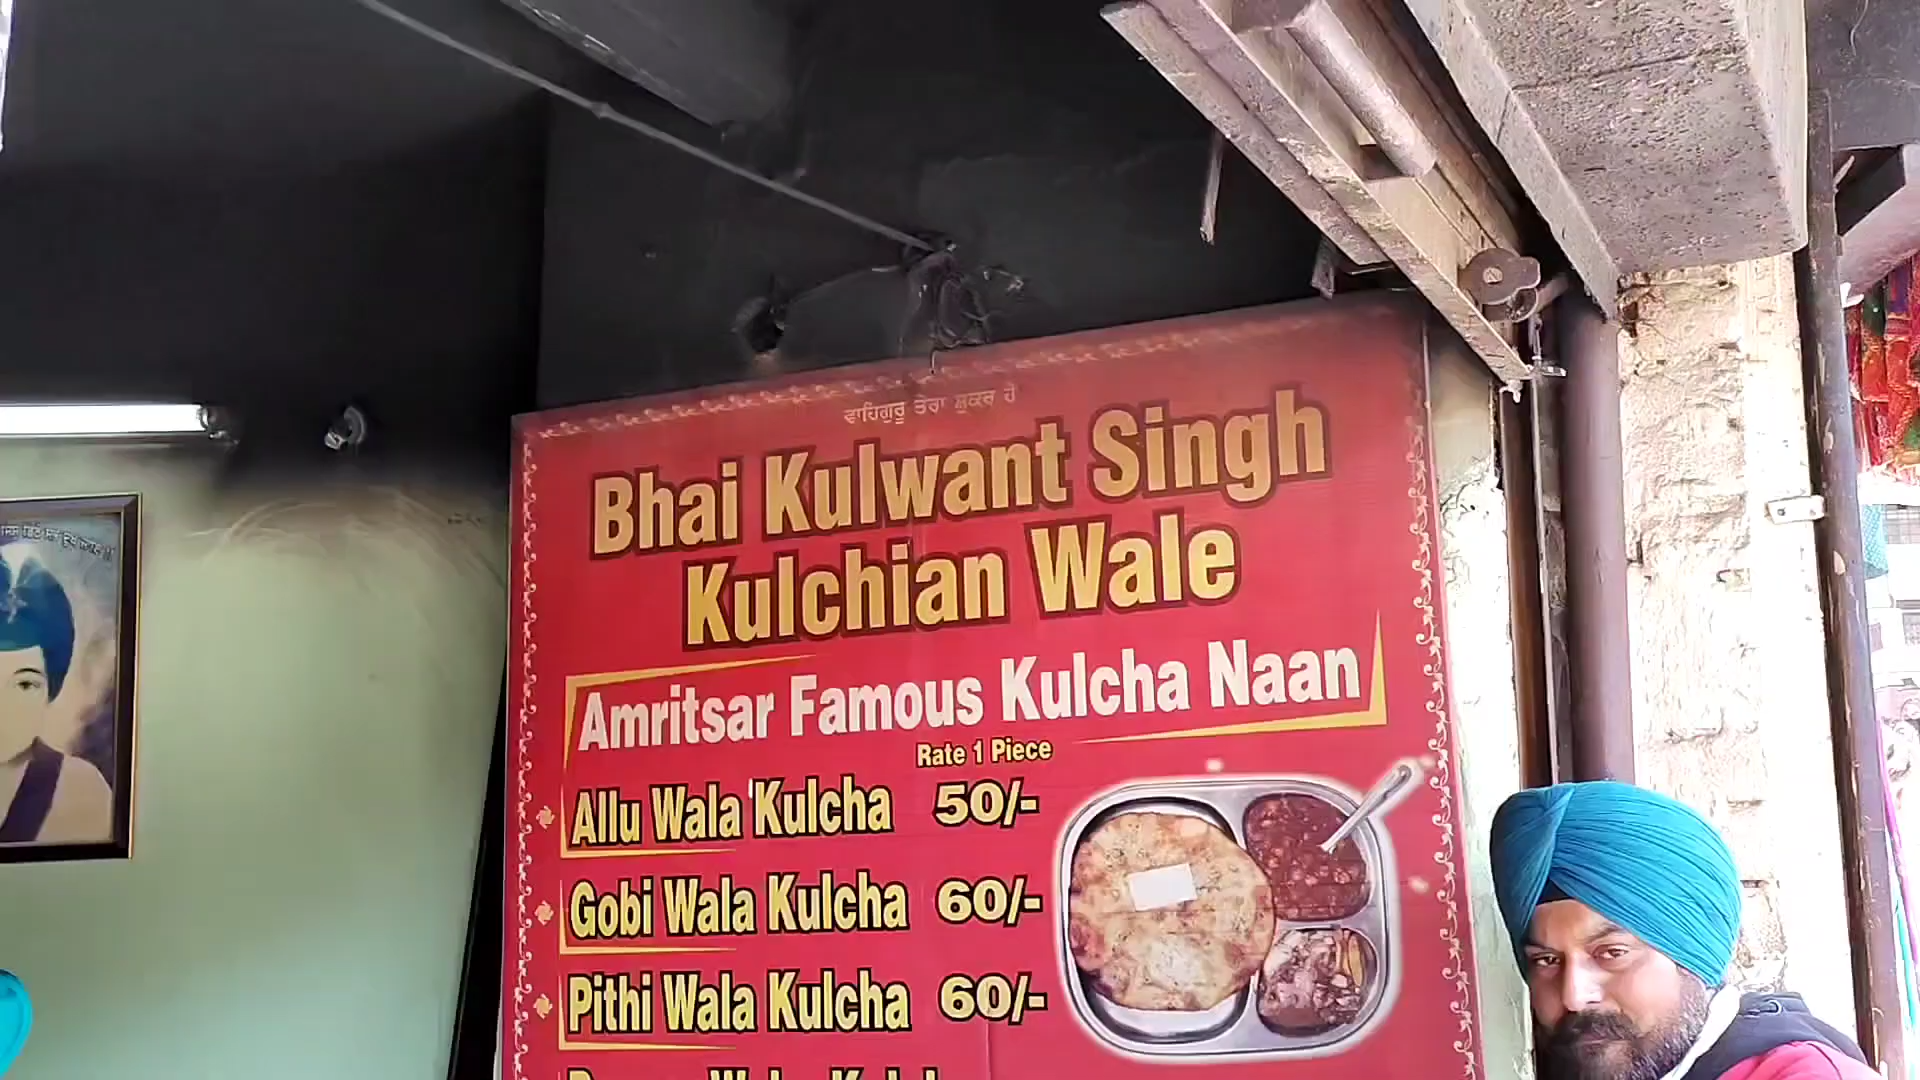 ਵਾਹਿਗੁਰੂ ਤੇਰਾ ਸ਼ੁਕਰ ਹੈ
Bhai Kulwant Singh
Kulchian Wale
Amritsar Famous Kulcha Naan
Rate 1 Piece
Allu Wala Kulcha 50/-
Gobi Wala Kulcha 60/-
Pithi Wala Kulcha 60/-